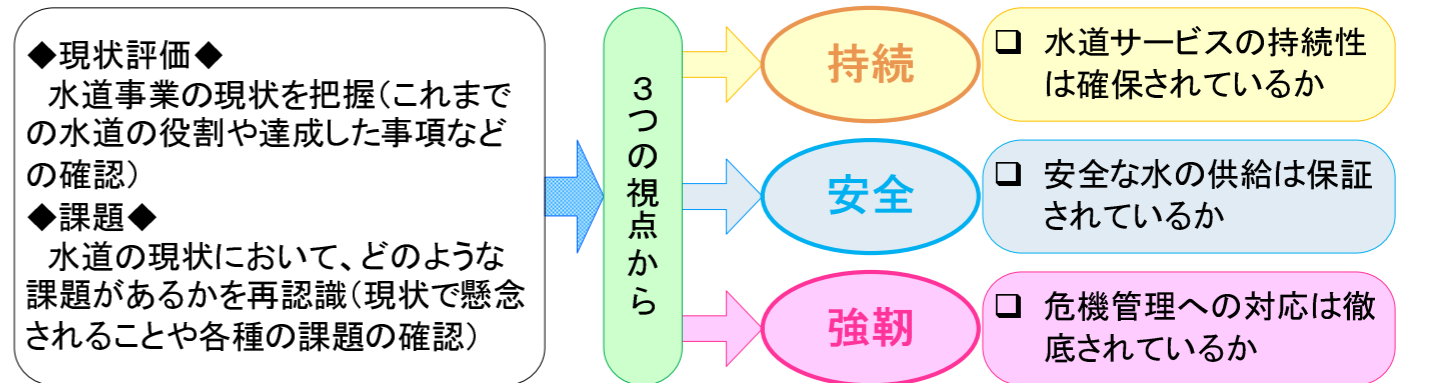 ◆現状評価◆
水道事業の現状を把握（これまで
の水道の役割や達成した事項など
の確認）
◆課題◆
水道の現状において、どのような
課題があるかを再認識（現状で懸念
されることや各種の課題の確認）
３つの視点から
持続
❑ 水道サービスの持続性
は確保されているか
安全
❑ 安全な水の供給は保証
されているか
強靭
❑ 危機管理への対応は徹
底されているか